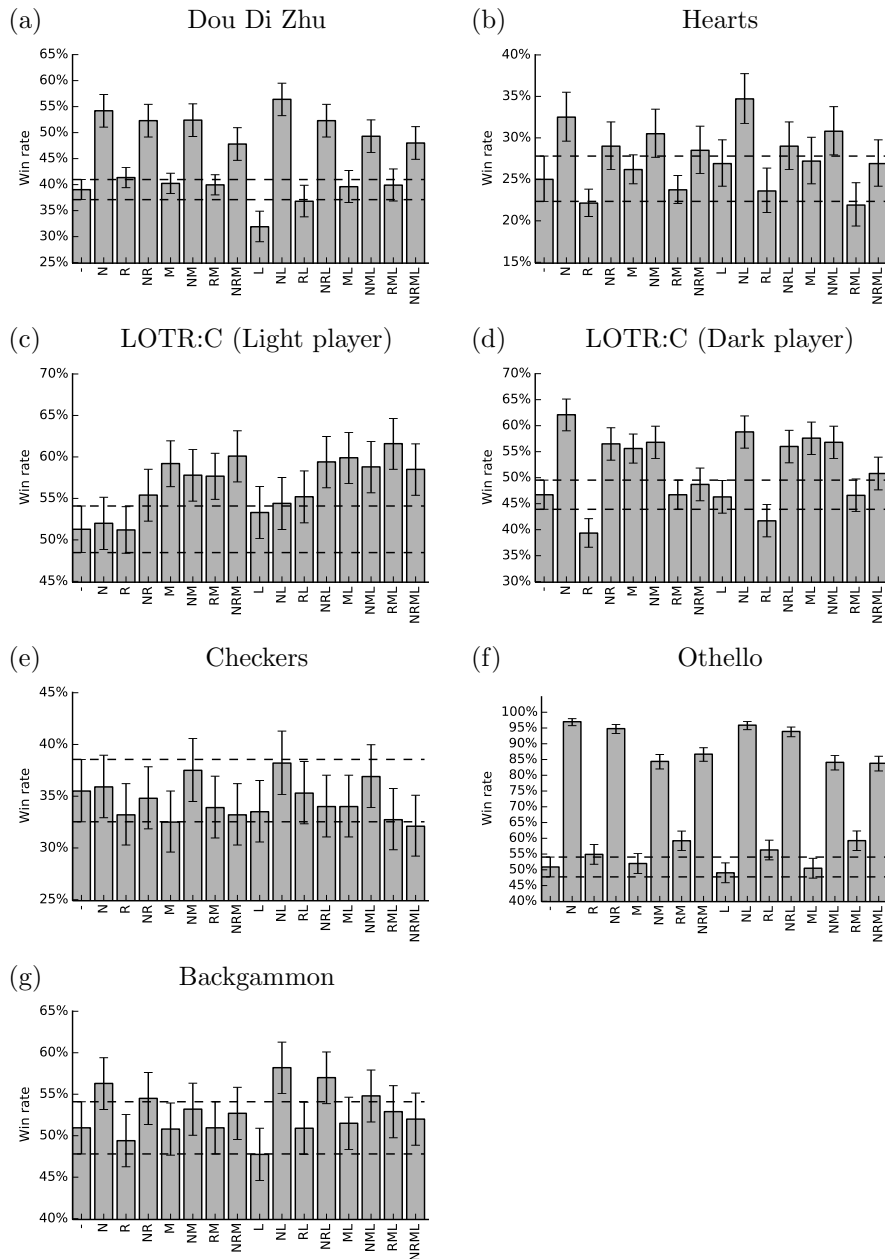 (a) Dou Di Zhu
65%
60%
55%
50%
45%
40%
35%
30%
25%
Win rate
- N R NR M NM RM NRM L NL RL NRL ML NML RML NRML
(b) Hearts
40%
35%
30%
25%
20%
15%
Win rate
- N R NR M NM RM NRM L NL RL NRL ML NML RML NRML
(c) LOTR:C (Light player)
70%
65%
60%
55%
50%
45%
Win rate
- N R NR M NM RM NRM L NL RL NRL ML NML RML NRML
(d) LOTR:C (Dark player)
70%
65%
60%
55%
50%
45%
40%
35%
30%
Win rate
- N R NR M NM RM NRM L NL RL NRL ML NML RML NRML
(e) Checkers
45%
40%
35%
30%
25%
Win rate
- N R NR M NM RM NRM L NL RL NRL ML NML RML NRML
(f) Othello
100%
95%
90%
85%
80%
75%
70%
65%
60%
55%
50%
45%
40%
Win rate
- N R NR M NM RM NRM L NL RL NRL ML NML RML NRML
(g) Backgammon
65%
60%
55%
50%
45%
40%
Win rate
- N R NR M NM RM NRM L NL RL NRL ML NML RML NRML